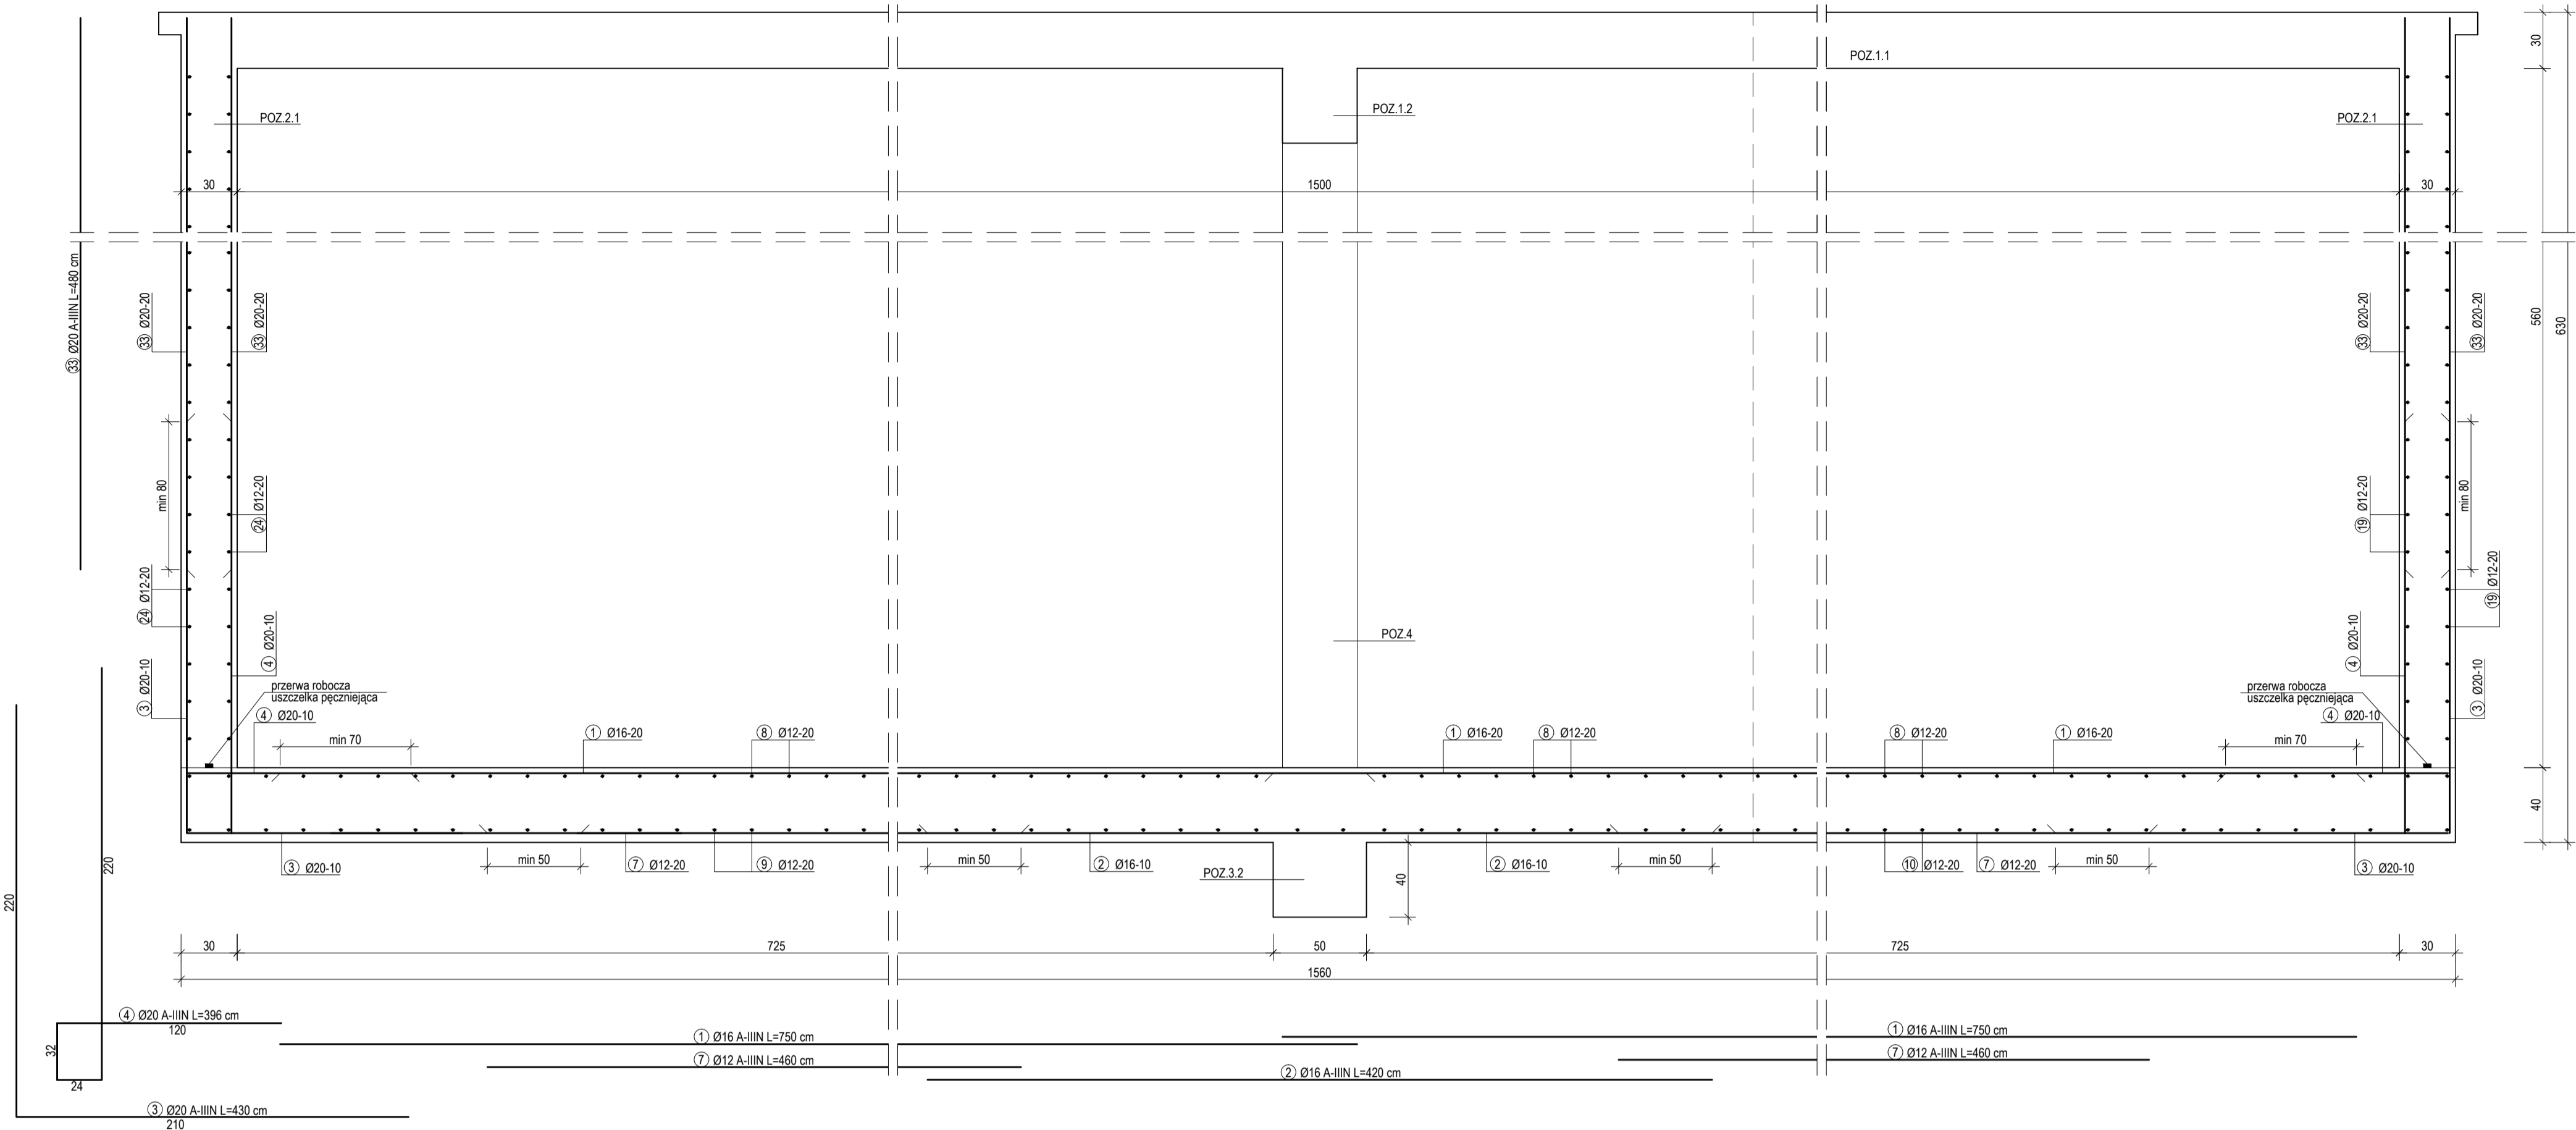 POZ.1.1
30
POZ.1.2
POZ.2.1
POZ.2.1
30
1500
30
33 Ø20 A-IIIN L=480 cm
33 Ø20-20
33 Ø20-20
33 Ø20-20
33 Ø20-20
560
630
min 80
24 Ø12-20
19 Ø12-20
min 80
24 Ø12-20
19 Ø12-20
4 Ø20-10
POZ.4
4 Ø20-10
3 Ø20-10
3 Ø20-10
przerwa robocza
uszczelka pęczniejąca
przerwa robocza
uszczelka pęczniejąca
4 Ø20-10
4 Ø20-10
min 70
1 Ø16-20
8 Ø12-20
1 Ø16-20
8 Ø12-20
8 Ø12-20
1 Ø16-20
min 70
40
220
220
3 Ø20-10
min 50
7 Ø12-20
9 Ø12-20
min 50
2 Ø16-10
POZ.3.2
40
2 Ø16-10
min 50
10 Ø12-20
7 Ø12-20
min 50
3 Ø20-10
30
725
50
725
30
1560
4 Ø20 A-IIIN L=396 cm
120
32
24
1 Ø16 A-IIIN L=750 cm
1 Ø16 A-IIIN L=750 cm
7 Ø12 A-IIIN L=460 cm
7 Ø12 A-IIIN L=460 cm
2 Ø16 A-IIIN L=420 cm
3 Ø20 A-IIIN L=430 cm
210